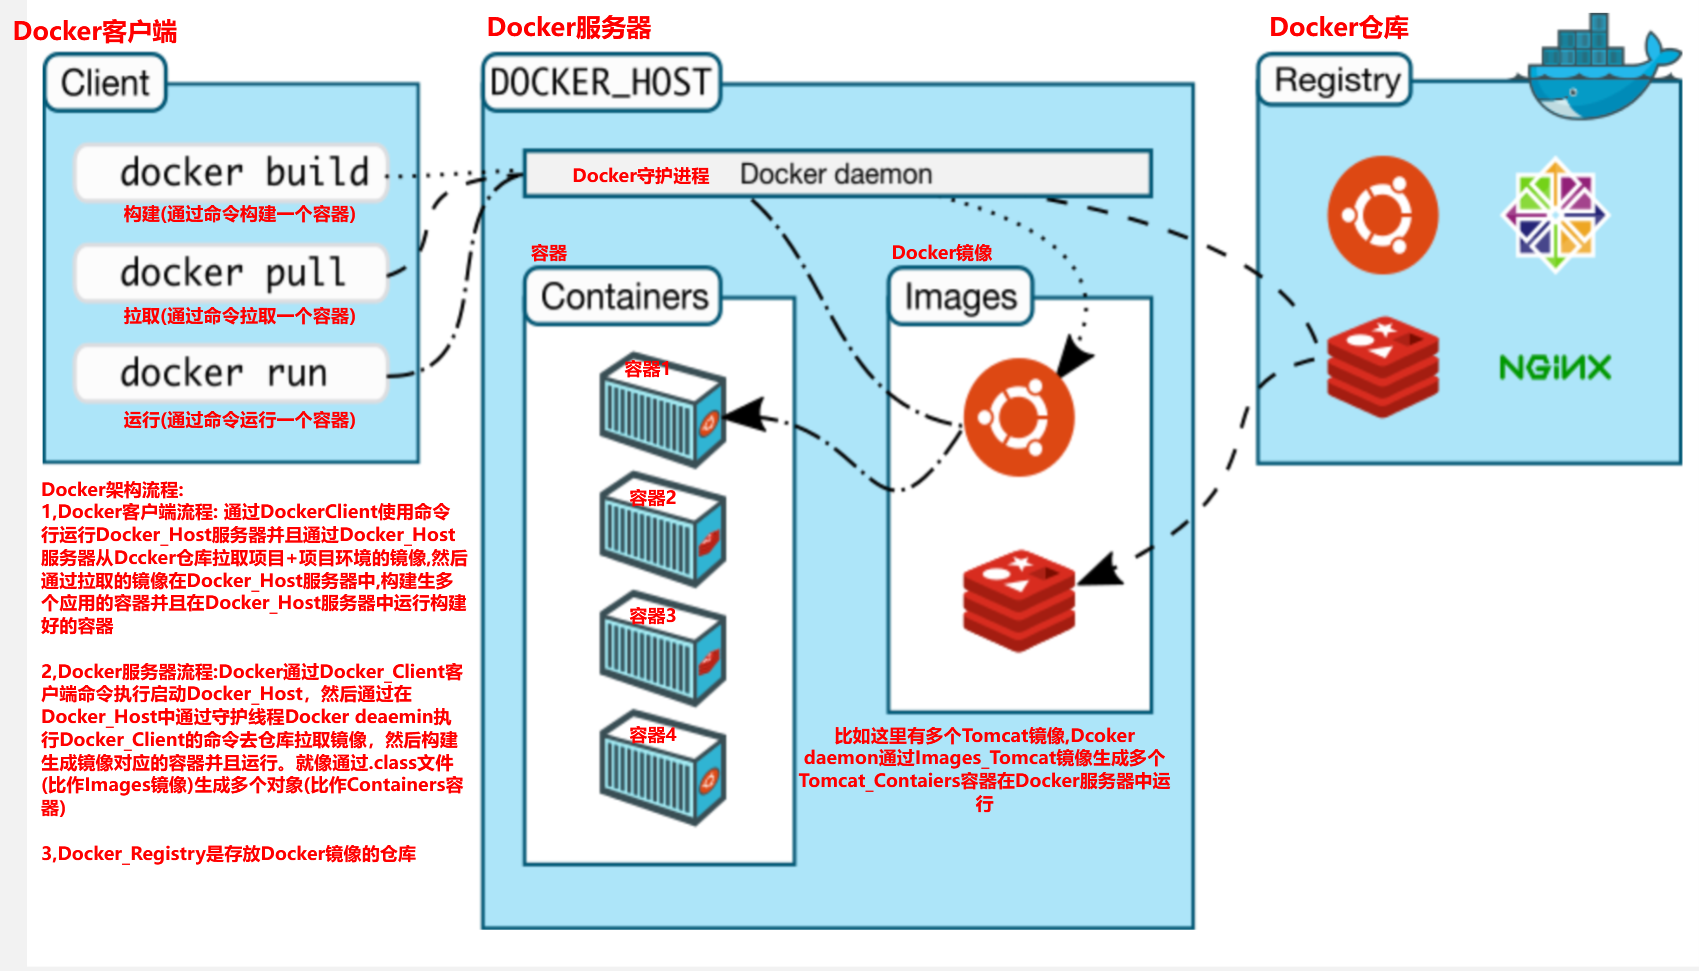 Docker客户端
Client
docker build
构建(通过命令构建一个容器)
docker pull
拉取(通过命令拉取一个容器)
docker run
运行(通过命令运行一个容器)
Docker架构流程:
1,Docker客户端流程: 通过DockerClient使用命令
行运行Docker_Host服务器并且通过Docker_Host
服务器从Dccker仓库拉取项目+项目环境的镜像,然后
通过拉取的镜像在Docker_Host服务器中,构建生多
个应用的容器并且在Docker_Host服务器中运行构建
好的容器
2,Docker服务器流程:Docker通过Docker_Client客
户端命令执行启动Docker_Host，然后通过在
Docker_Host中通过守护线程Docker deaemin执
行Docker_Client的命令去仓库拉取镜像，然后构建
生成镜像对应的容器并且运行。就像通过.class文件
(比作Images镜像)生成多个对象(比作Containers容
器)
3,Docker_Registry是存放Docker镜像的仓库
Docker服务器
DOCKER_HOST
Docker守护进程 Docker daemon
容器
Containers
容器1
容器2
容器3
容器4
Docker镜像
Images
比如这里有多个Tomcat镜像,Dcoker
daemon通过Images_Tomcat镜像生成多个
Tomcat_Contaiers容器在Docker服务器中运
行
Docker仓库
Registry
NGiNX